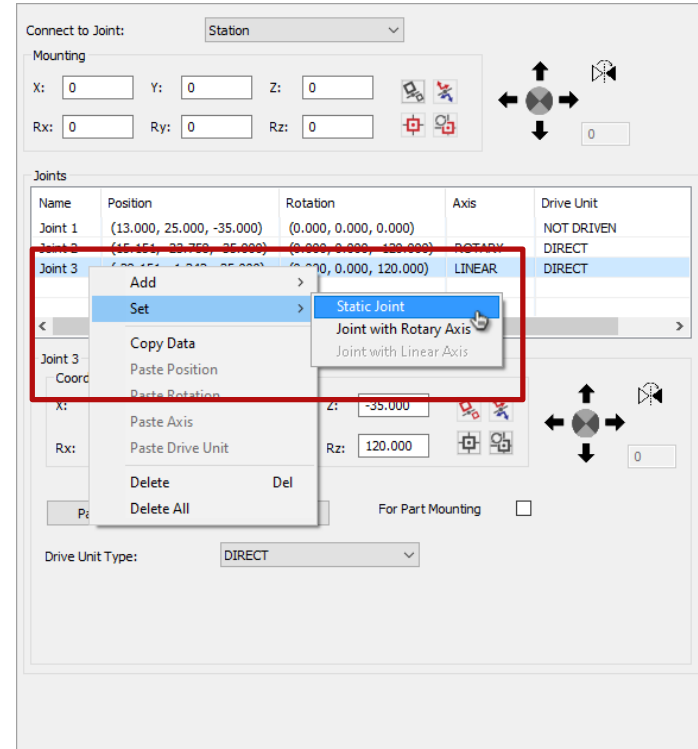 Connect to Joint: Station
Mounting
X: 0 Y: 0 Z: 0
Rx: 0 Ry: 0 Rz: 0
0
Joints
Name Position Rotation Axis Drive Unit
Joint 1 (13.000, 25.000, -35.000) (0.000, 0.000, 0.000) NOT DRIVEN
Joint 2 ROTARY DIRECT
Joint 3 (0.000, 0.000, 120.000) LINEAR DIRECT
Add
Set Static Joint
Joint with Rotary Axis
Joint with Linear Axis
Copy Data
Paste Position
Joint 3
Coord
Paste Rotation
X: Z: -35.000
Paste Axis
Rx: Paste Drive Unit Rz: 120.000
0
Delete Del
Delete All
For Part Mounting
Drive Unit Type: DIRECT